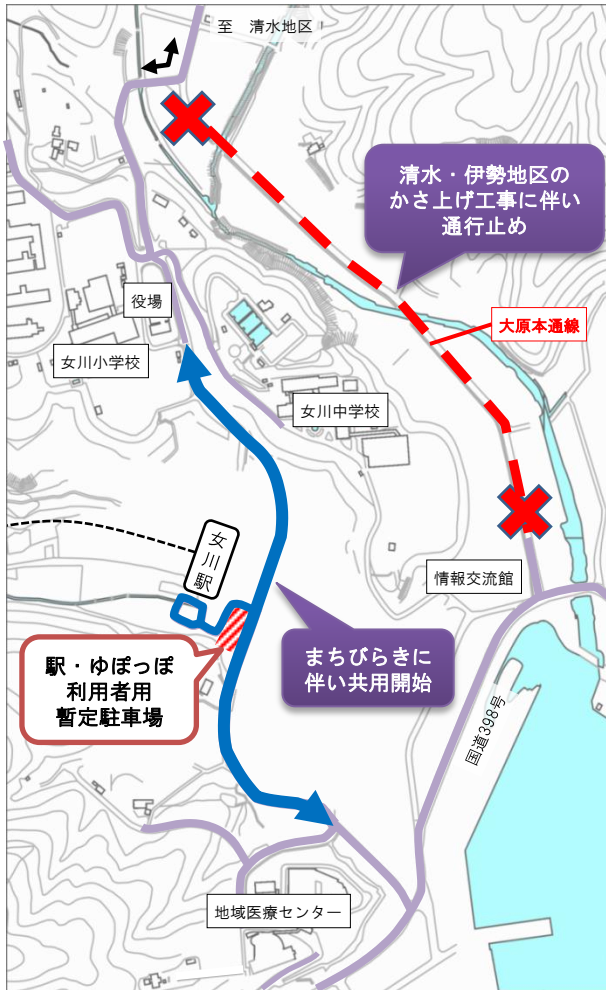 至　清水地区
清水・伊勢地区の
かさ上げ工事に伴い
通行止め
役場
大原本通線
女川小学校
女川中学校
女川駅
情報交流館
駅・ゆぽっぽ
利用者用
暫定駐車場
まちびらきに
伴い共用開始
国道398号
地域医療センター